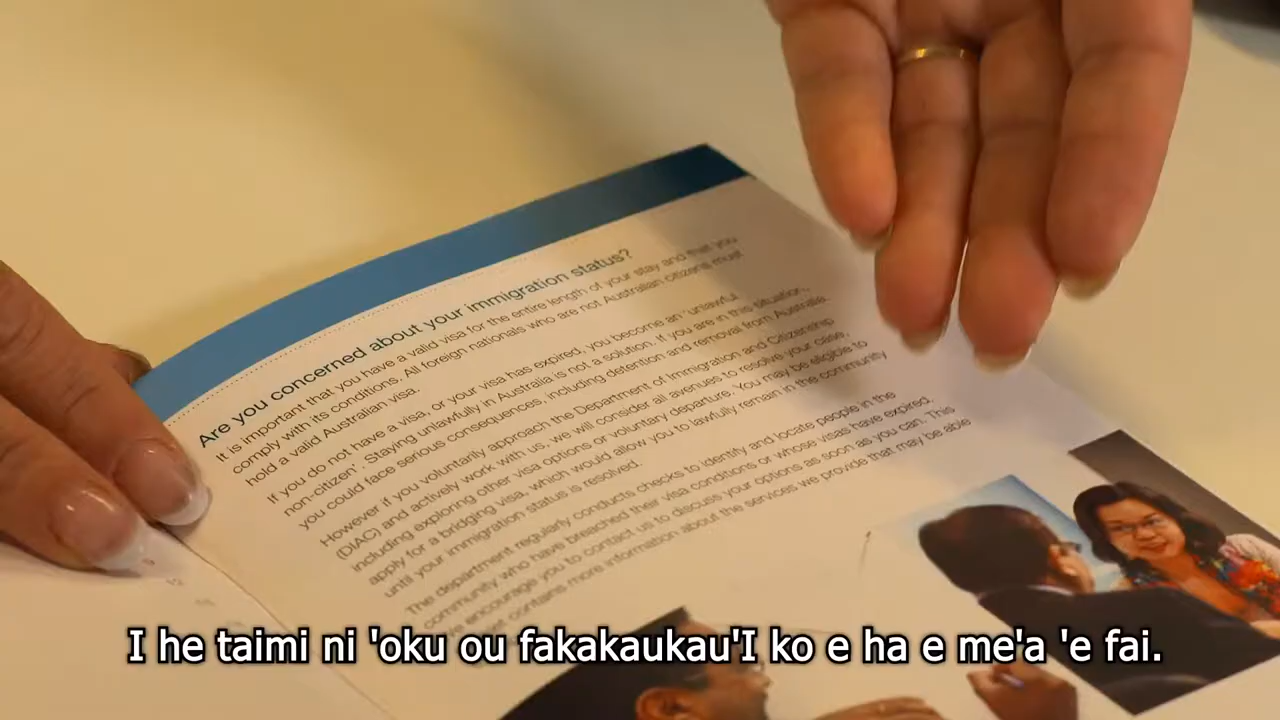 Are you concerned about your immigration status?
It is important that you have a valid visa for the entire length of your stay and that you
comply with its conditions. All foreign nationals who are not Australian citizens must
hold a valid Australian visa.
If you do not have a visa, or your visa has expired, you become an 'unlawful
non-citizen'. Staying unlawfully in Australia is not a solution. If you are in this situation,
you could face serious consequences, including detention and removal from Australia.
However if you voluntarily approach the Department of Immigration and Citizenship
(DIAC) and actively work with us, we will consider all avenues to resolve your case,
including exploring other visa options or voluntary departure. You may be eligible to
apply for a bridging visa, which would allow you to lawfully remain in the community
until your immigration status is resolved.
The department regularly conducts checks to identify and locate people in the
community who have breached their visa conditions or whose visas have expired.
encourage you to contact us to discuss your options as soon as you can. This
contains more information about the services we provide that may be able
I he taimi ni 'oku ou fakakaukau'I ko e ha e me'a 'e fai.